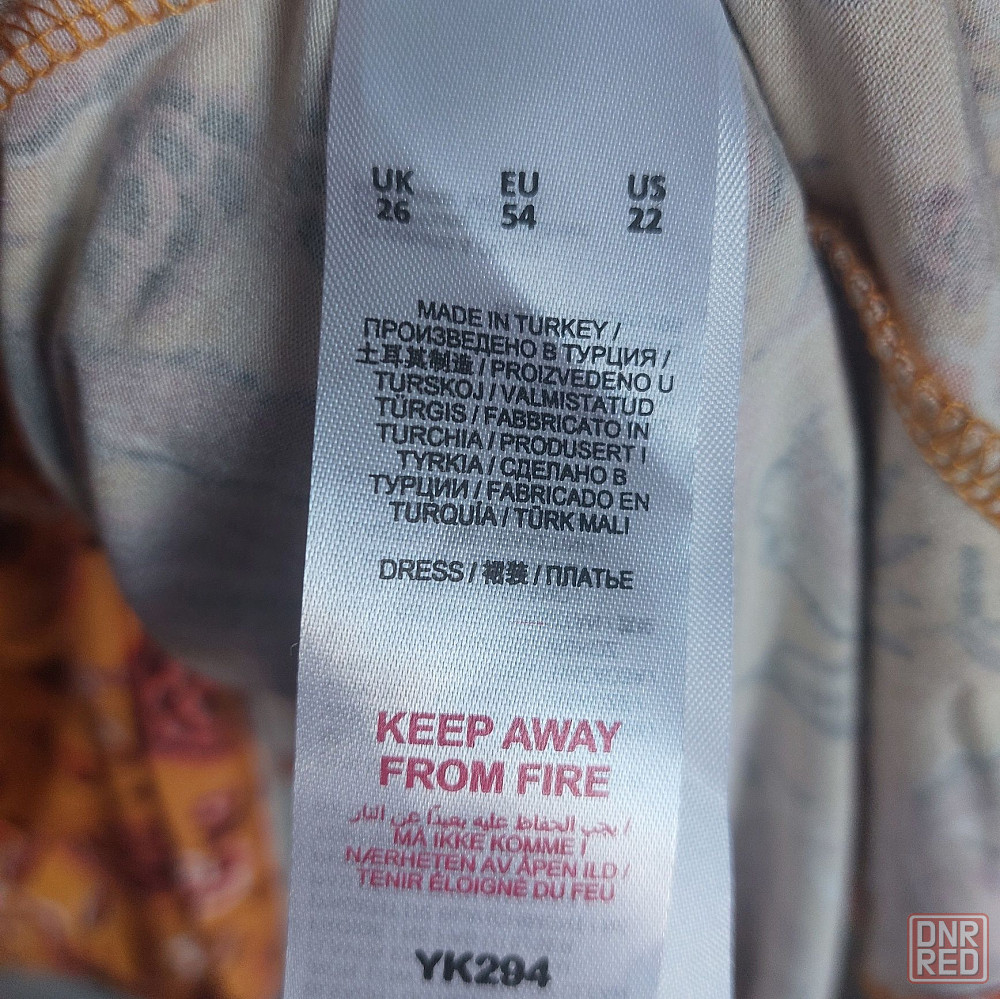 UK EU US
26 54 22
MADE IN TURKEY /
ПРОИЗВЕДЕНО В ТУРЦИЯ /
土耳其制造 / PROIZVEDENO U
TURSKOJ / VALMISTATUD
TÜRGIS / FABBRICATO IN
TURCHIA / PRODUSERT I
TYRKIA / СДЕЛАНО В
ТУРЦИИ / FABRICADO EN
TURQUÍA / TÜRK MALI
DRESS / 裙装 / ПЛАТЬЕ
KEEP AWAY
FROM FIRE
/ يجب الحفاظ عليه بعيداً عن النار
MA IKKE KOMME I
NÆRHETEN AV ÅPEN ILD /
TENIR ÉLOIGNÉ DU FEU
YK294
DNR
RED